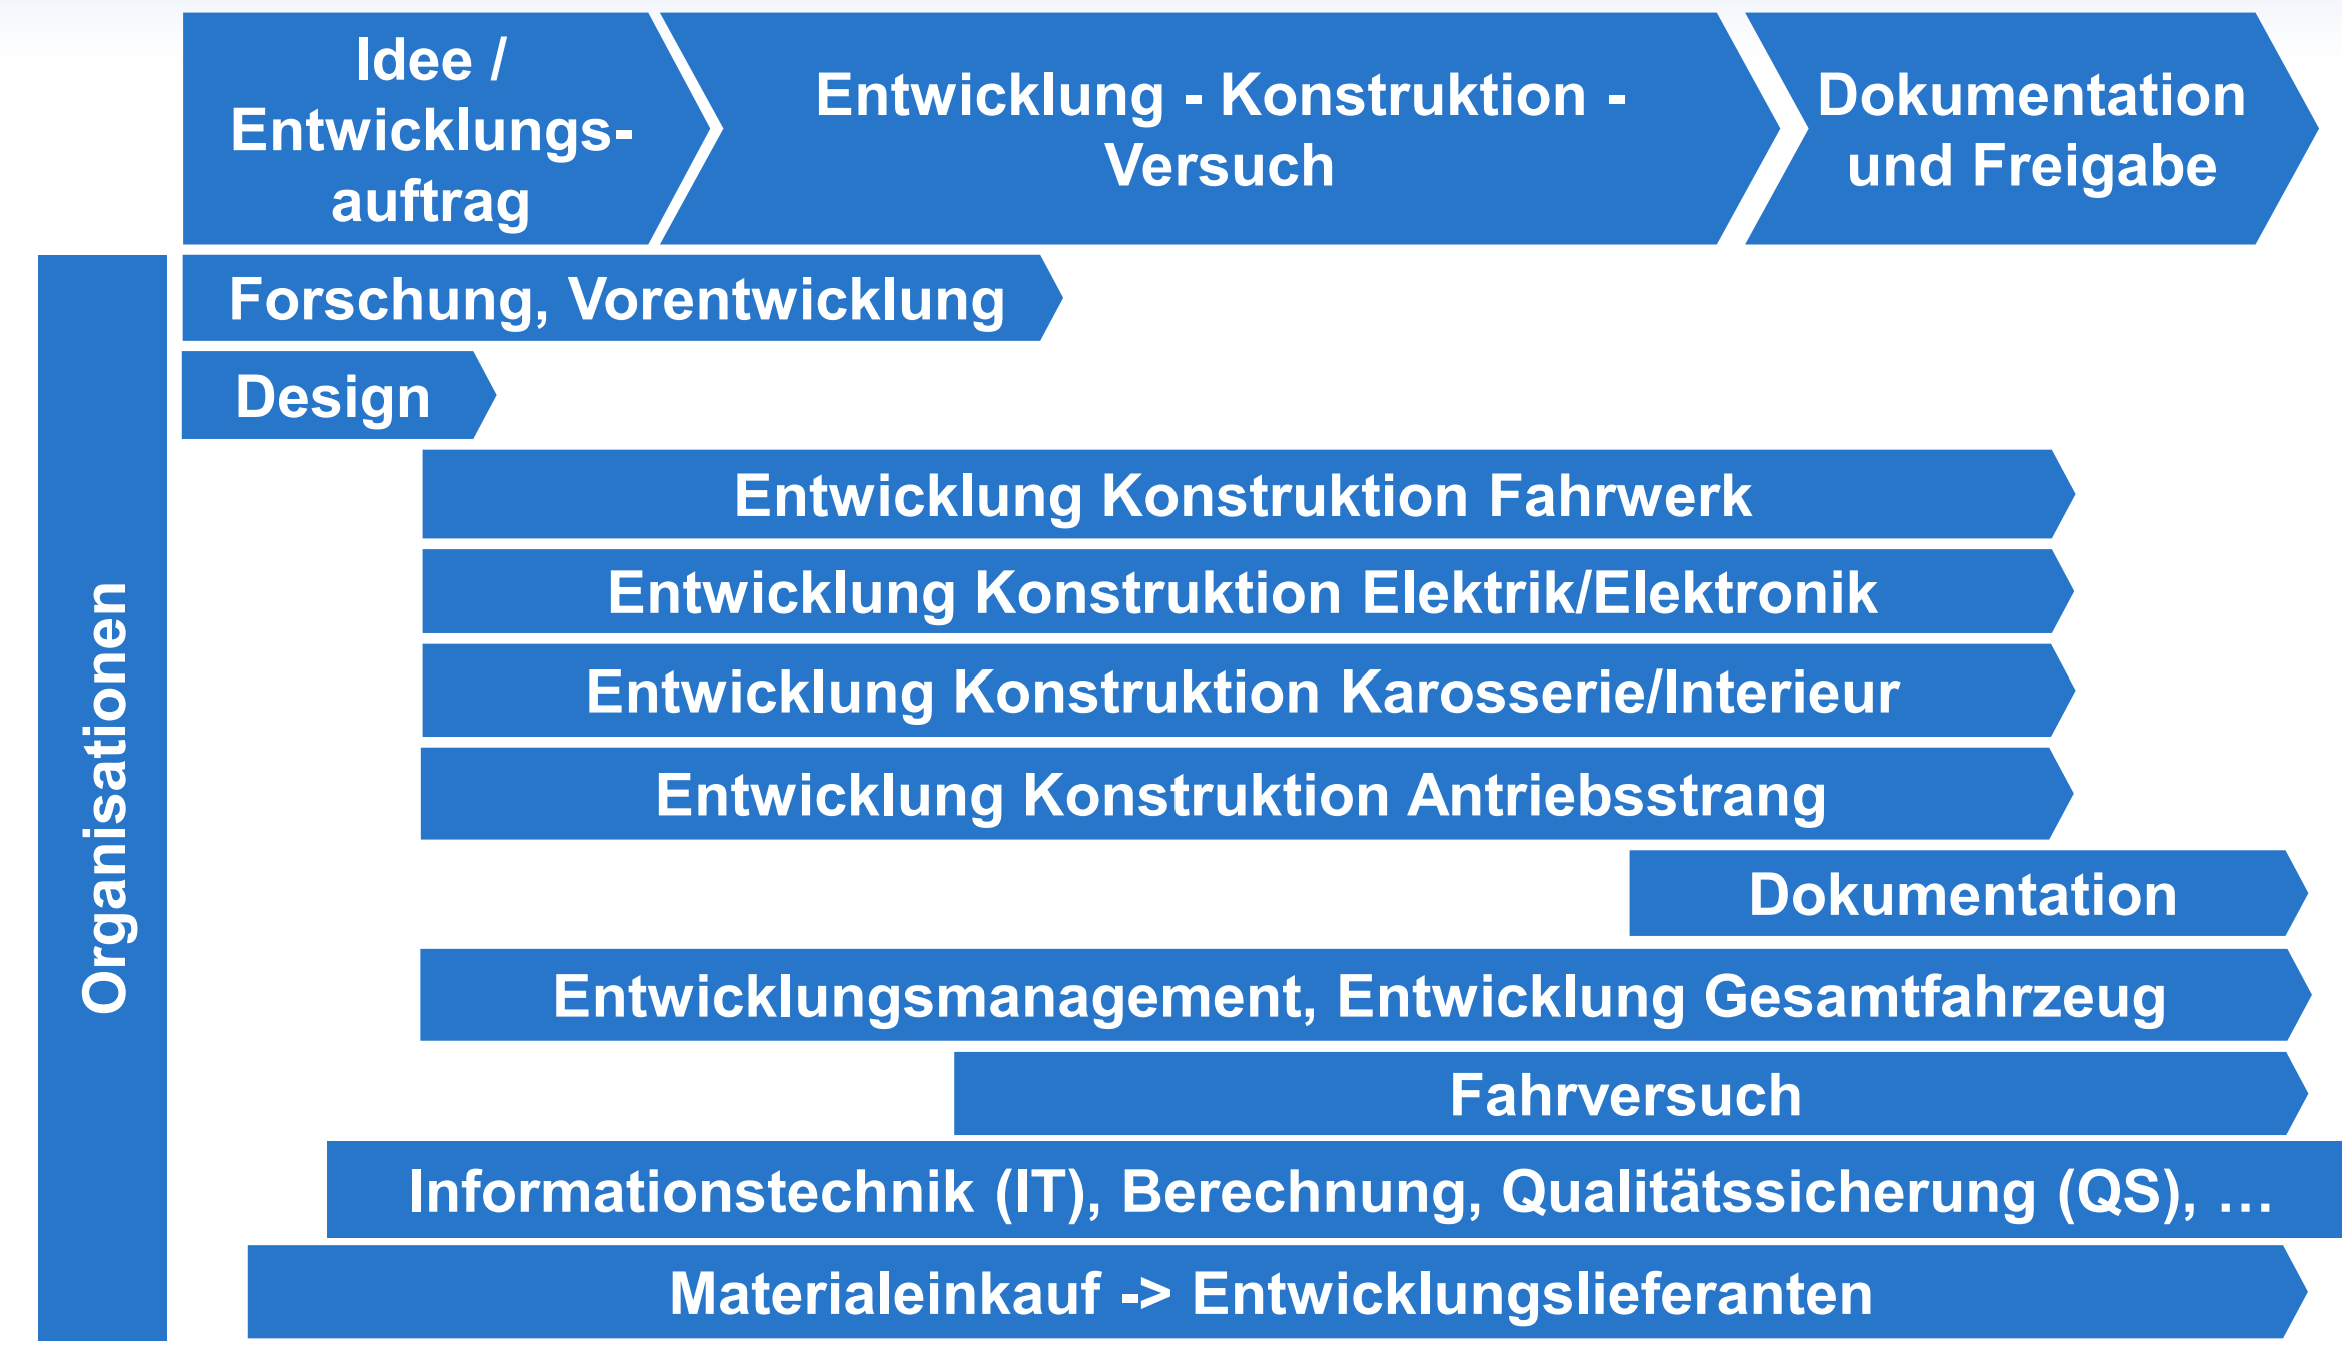 Idee /
Entwicklungs-
auftrag
Entwicklung - Konstruktion -
Versuch
Dokumentation
und Freigabe
Organisationen
Forschung, Vorentwicklung
Design
Entwicklung Konstruktion Fahrwerk
Entwicklung Konstruktion Elektrik/Elektronik
Entwicklung Konstruktion Karosserie/Interieur
Entwicklung Konstruktion Antriebsstrang
Dokumentation
Entwicklungsmanagement, Entwicklung Gesamtfahrzeug
Fahrversuch
Informationstechnik (IT), Berechnung, Qualitätssicherung (QS), …
Materialeinkauf -> Entwicklungslieferanten